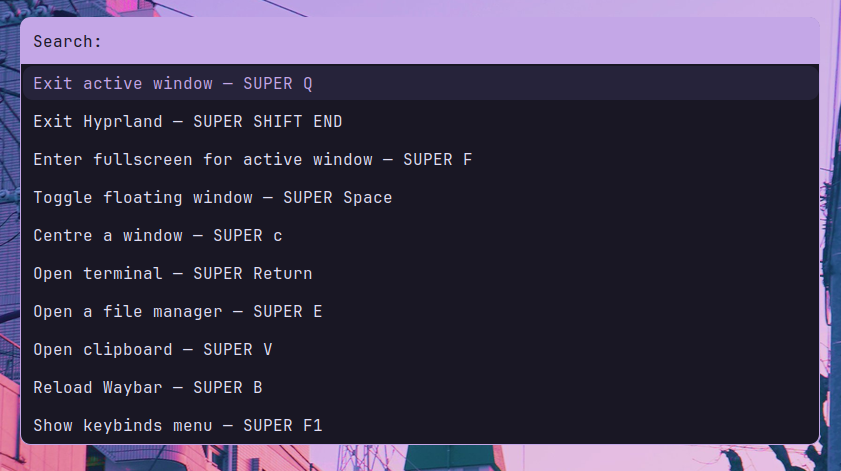 Search:
Exit active window — SUPER Q
Exit Hyprland — SUPER SHIFT END
Enter fullscreen for active window — SUPER F
Toggle floating window — SUPER Space
Centre a window — SUPER c
Open terminal — SUPER Return
Open a file manager — SUPER E
Open clipboard — SUPER V
Reload Waybar — SUPER B
Show keybinds menu — SUPER F1